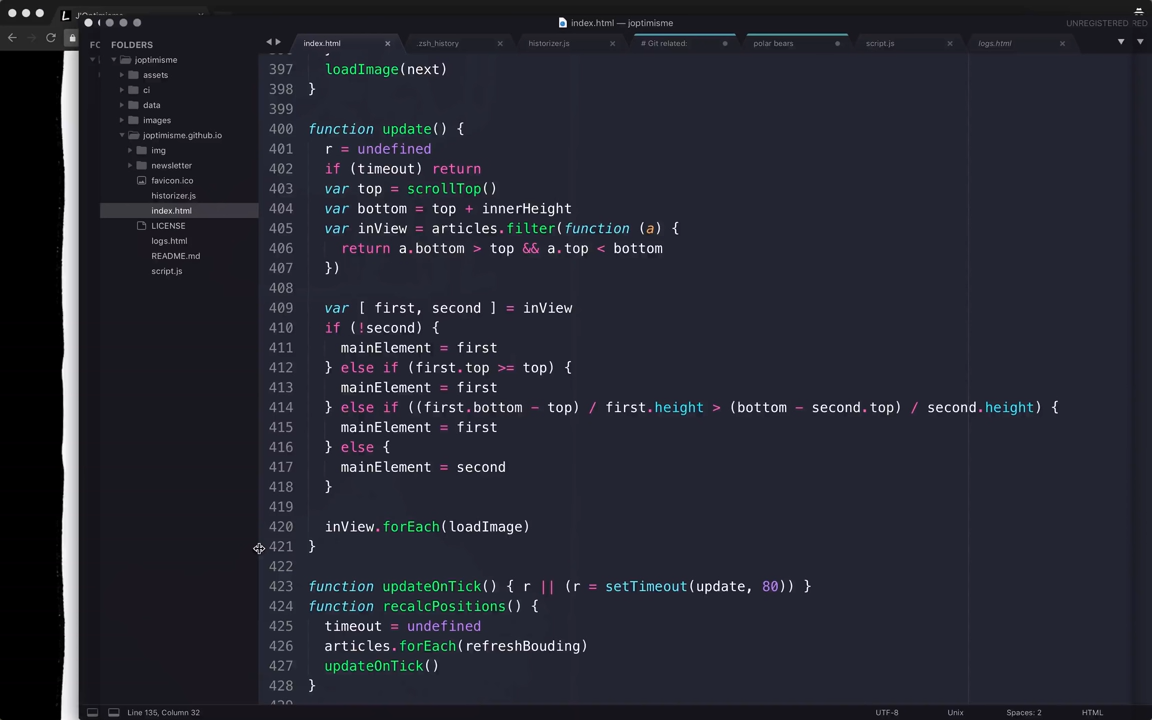 J'Optimisme
index.html — joptimisme
UNREGISTERED
FOLDERS
joptimisme
assets
ci
data
images
joptimisme.github.io
img
newsletter
favicon.ico
historizer.js
index.html
LICENSE
logs.html
README.md
script.js
index.html
.zsh_history
historizer.js
# Git related:
polar bears
script.js
logs.html
397 loadImage(next)
398 }
399
400 function update() {
401 r = undefined
402 if (timeout) return
403 var top = scrollTop()
404 var bottom = top + innerHeight
405 var inView = articles.filter(function (a) {
406 return a.bottom > top && a.top < bottom
407 })
408
409 var [ first, second ] = inView
410 if (!second) {
411 mainElement = first
412 } else if (first.top >= top) {
413 mainElement = first
414 } else if ((first.bottom - top) / first.height > (bottom - second.top) / second.height) {
415 mainElement = first
416 } else {
417 mainElement = second
418 }
419
420 inView.forEach(loadImage)
421 }
422
423 function updateOnTick() { r || (r = setTimeout(update, 80)) }
424 function recalcPositions() {
425 timeout = undefined
426 articles.forEach(refreshBouding)
427 updateOnTick()
428 }
Line 135, Column 32
UTF-8
Unix
Spaces: 2
HTML